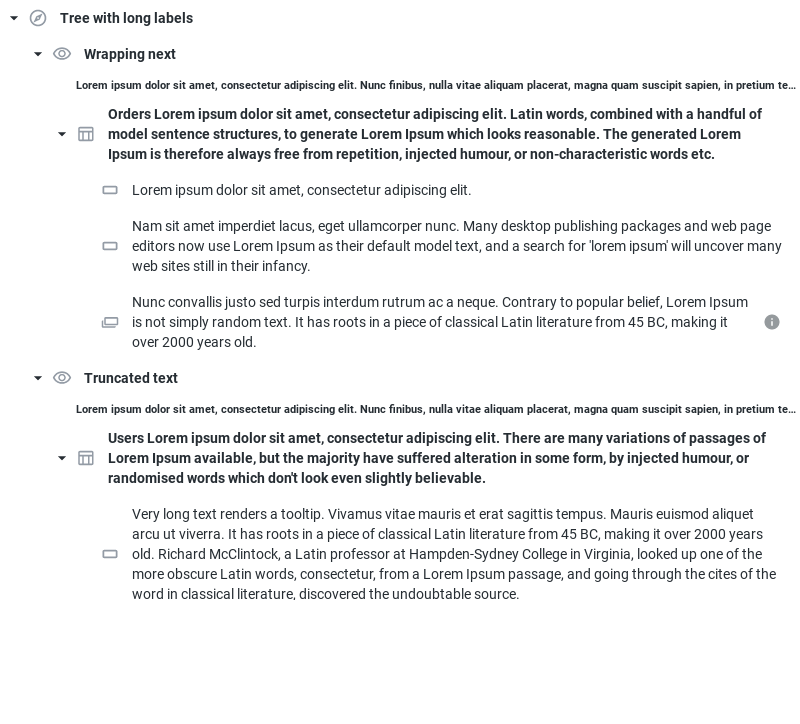 Tree with long labels
Wrapping next
Lorem ipsum dolor sit amet, consectetur adipiscing elit. Nunc finibus, nulla vitae aliquam placerat, magna quam suscipit sapien, in pretium te…
Orders Lorem ipsum dolor sit amet, consectetur adipiscing elit. Latin words, combined with a handful of
model sentence structures, to generate Lorem Ipsum which looks reasonable. The generated Lorem
Ipsum is therefore always free from repetition, injected humour, or non-characteristic words etc.
Lorem ipsum dolor sit amet, consectetur adipiscing elit.
Nam sit amet imperdiet lacus, eget ullamcorper nunc. Many desktop publishing packages and web page
editors now use Lorem Ipsum as their default model text, and a search for 'lorem ipsum' will uncover many
web sites still in their infancy.
Nunc convallis justo sed turpis interdum rutrum ac a neque. Contrary to popular belief, Lorem Ipsum
is not simply random text. It has roots in a piece of classical Latin literature from 45 BC, making it
over 2000 years old.
Truncated text
Lorem ipsum dolor sit amet, consectetur adipiscing elit. Nunc finibus, nulla vitae aliquam placerat, magna quam suscipit sapien, in pretium te…
Users Lorem ipsum dolor sit amet, consectetur adipiscing elit. There are many variations of passages of
Lorem Ipsum available, but the majority have suffered alteration in some form, by injected humour, or
randomised words which don't look even slightly believable.
Very long text renders a tooltip. Vivamus vitae mauris et erat sagittis tempus. Mauris euismod aliquet
arcu ut viverra. It has roots in a piece of classical Latin literature from 45 BC, making it over 2000 years
old. Richard McClintock, a Latin professor at Hampden-Sydney College in Virginia, looked up one of the
more obscure Latin words, consectetur, from a Lorem Ipsum passage, and going through the cites of the
word in classical literature, discovered the undoubtable source.